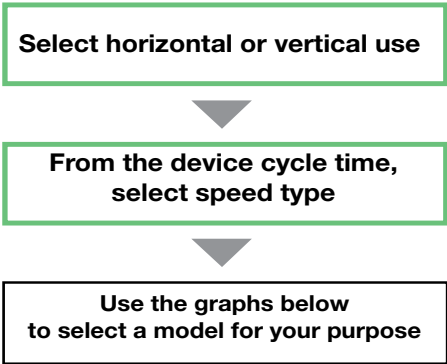 Select horizontal or vertical use
From the device cycle time,
select speed type
Use the graphs below
to select a model for your purpose